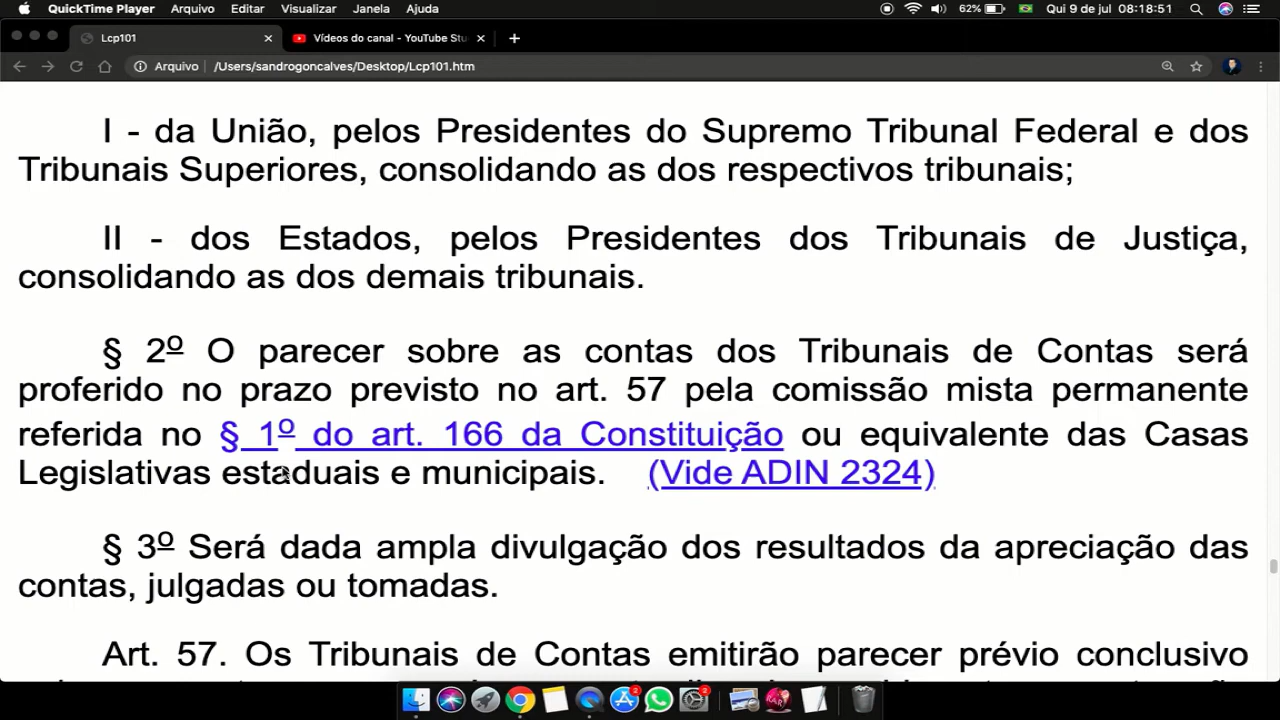 QuickTime Player Arquivo Editar Visualizar Janela Ajuda 62% Qui 9 de jul 08:18:51
Lcp101 Vídeos do canal - YouTube Stu
Arquivo /Users/sandrogoncalves/Desktop/Lcp101.htm
I - da União, pelos Presidentes do Supremo Tribunal Federal e dos
Tribunais Superiores, consolidando as dos respectivos tribunais;
II - dos Estados, pelos Presidentes dos Tribunais de Justiça,
consolidando as dos demais tribunais.
§ 2º O parecer sobre as contas dos Tribunais de Contas será
proferido no prazo previsto no art. 57 pela comissão mista permanente
referida no § 1º do art. 166 da Constituição ou equivalente das Casas
Legislativas estaduais e municipais. (Vide ADIN 2324)
§ 3º Será dada ampla divulgação dos resultados da apreciação das
contas, julgadas ou tomadas.
Art. 57. Os Tribunais de Contas emitirão parecer prévio conclusivo